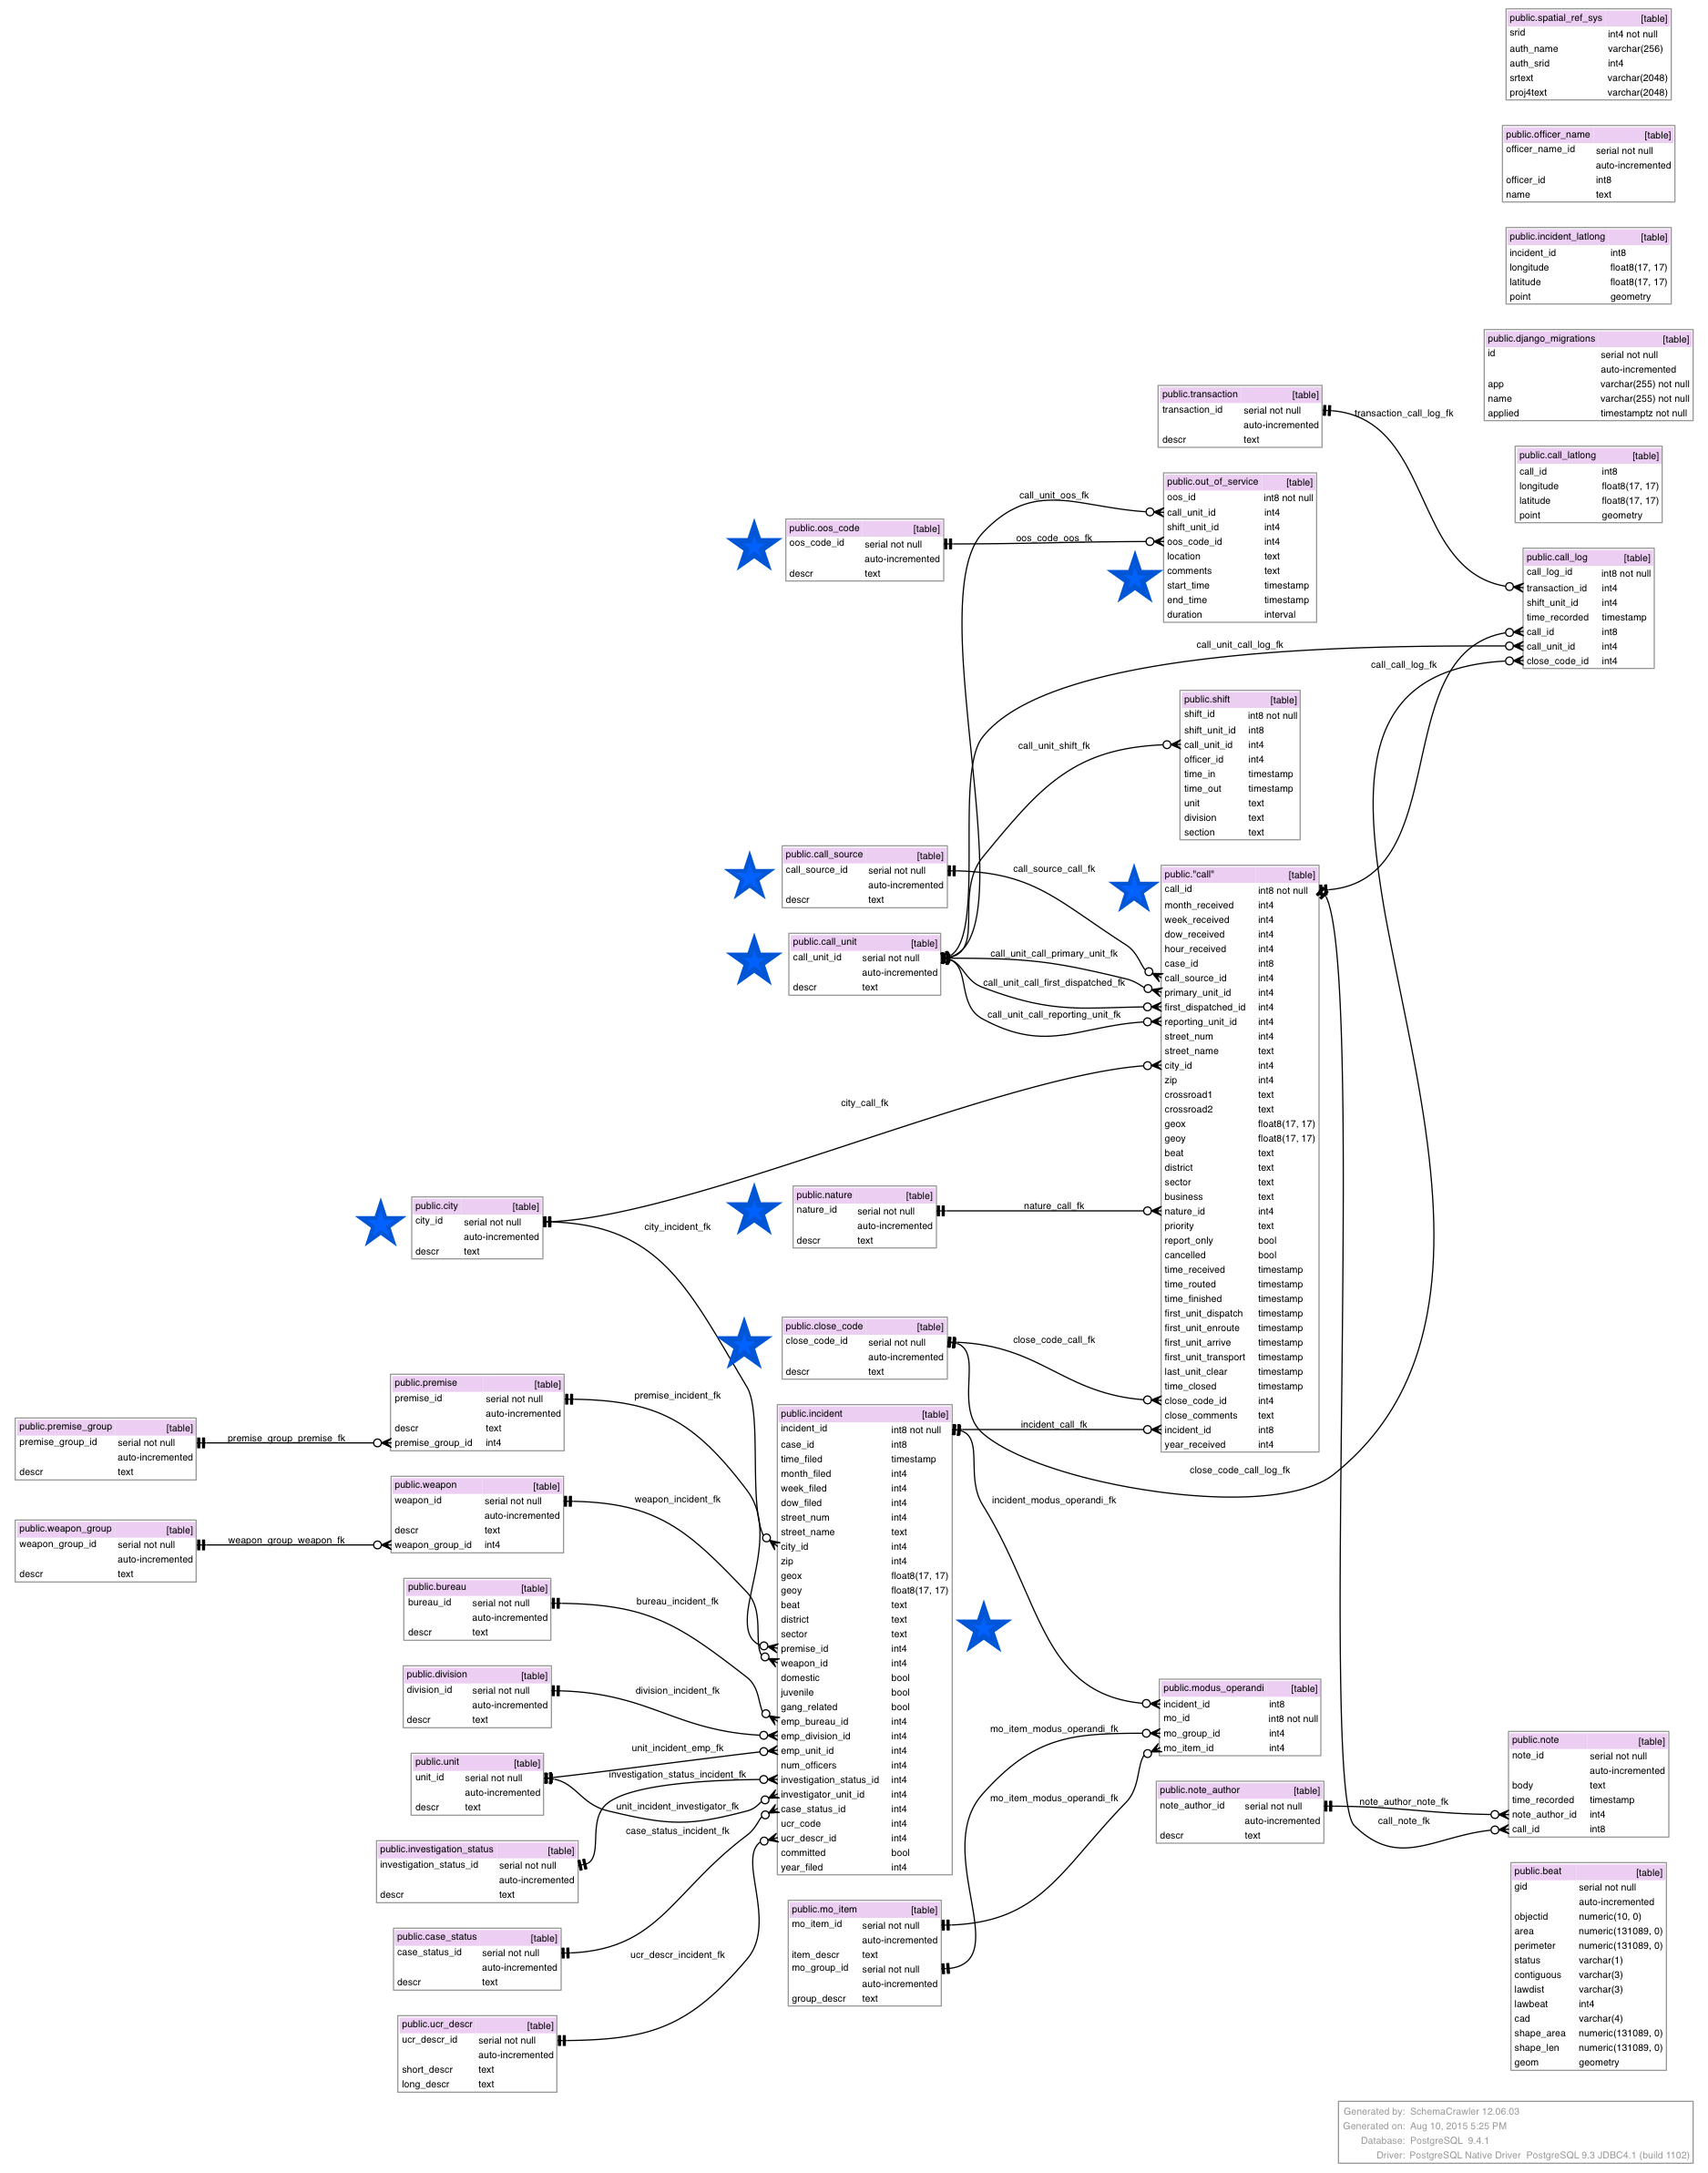 public.spatial_ref_sys [table]
srid int4 not null
auth_name varchar(256)
auth_srid int4
srtext varchar(2048)
proj4text varchar(2048)
public.officer_name [table]
officer_name_id serial not null
auto-incremented
officer_id int8
name text
public.incident_latlong [table]
incident_id int8
longitude float8(17, 17)
latitude float8(17, 17)
point geometry
public.django_migrations [table]
id serial not null
auto-incremented
app varchar(255) not null
name varchar(255) not null
applied timestamptz not null
public.transaction [table]
transaction_id serial not null
auto-incremented
descr text
transaction_call_log_fk
public.call_latlong [table]
call_id int8
longitude float8(17, 17)
latitude float8(17, 17)
point geometry
public.out_of_service [table]
oos_id int8 not null
call_unit_id int4
shift_unit_id int4
oos_code_id int4
location text
comments text
start_time timestamp
end_time timestamp
duration interval
call_unit_oos_fk
public.oos_code [table]
oos_code_id serial not null
auto-incremented
descr text
oos_code_oos_fk
public.call_log [table]
call_log_id int8 not null
transaction_id int4
shift_unit_id int4
time_recorded timestamp
call_id int8
call_unit_id int4
close_code_id int4
call_unit_call_log_fk
call_call_log_fk
public.shift [table]
shift_id int8 not null
shift_unit_id int8
call_unit_id int4
officer_id int4
time_in timestamp
time_out timestamp
unit text
division text
section text
call_unit_shift_fk
public.call_source [table]
call_source_id serial not null
auto-incremented
descr text
call_source_call_fk
public.call_unit [table]
call_unit_id serial not null
auto-incremented
descr text
call_unit_call_primary_unit_fk
call_unit_call_first_dispatched_fk
call_unit_call_reporting_unit_fk
public."call" [table]
call_id int8 not null
month_received int4
week_received int4
dow_received int4
hour_received int4
case_id int8
call_source_id int4
primary_unit_id int4
first_dispatched_id int4
reporting_unit_id int4
street_num int4
street_name text
city_id int4
zip int4
crossroad1 text
crossroad2 text
geox float8(17, 17)
geoy float8(17, 17)
beat text
district text
sector text
business text
nature_id int4
priority text
report_only bool
cancelled bool
time_received timestamp
time_routed timestamp
time_finished timestamp
first_unit_dispatch timestamp
first_unit_enroute timestamp
first_unit_arrive timestamp
first_unit_transport timestamp
last_unit_clear timestamp
time_closed timestamp
close_code_id int4
close_comments text
incident_id int8
year_received int4
city_call_fk
public.city [table]
city_id serial not null
auto-incremented
descr text
city_incident_fk
public.nature [table]
nature_id serial not null
auto-incremented
descr text
nature_call_fk
public.close_code [table]
close_code_id serial not null
auto-incremented
descr text
close_code_call_fk
close_code_call_log_fk
public.premise [table]
premise_id serial not null
auto-incremented
descr text
premise_group_id int4
premise_incident_fk
public.premise_group [table]
premise_group_id serial not null
auto-incremented
descr text
premise_group_premise_fk
public.weapon [table]
weapon_id serial not null
auto-incremented
descr text
weapon_group_id int4
weapon_incident_fk
public.weapon_group [table]
weapon_group_id serial not null
auto-incremented
descr text
weapon_group_weapon_fk
public.incident [table]
incident_id int8 not null
case_id int8
time_filed timestamp
month_filed int4
week_filed int4
dow_filed int4
street_num int4
street_name text
city_id int4
zip int4
geox float8(17, 17)
geoy float8(17, 17)
beat text
district text
sector text
premise_id int4
weapon_id int4
domestic bool
juvenile bool
gang_related bool
emp_bureau_id int4
emp_division_id int4
emp_unit_id int4
num_officers int4
investigation_status_id int4
investigator_unit_id int4
case_status_id int4
ucr_code int4
ucr_descr_id int4
committed bool
year_filed int4
incident_call_fk
incident_modus_operandi_fk
public.bureau [table]
bureau_id serial not null
auto-incremented
descr text
bureau_incident_fk
public.division [table]
division_id serial not null
auto-incremented
descr text
division_incident_fk
public.unit [table]
unit_id serial not null
auto-incremented
descr text
unit_incident_emp_fk
investigation_status_incident_fk
unit_incident_investigator_fk
case_status_incident_fk
public.investigation_status [table]
investigation_status_id serial not null
auto-incremented
descr text
public.case_status [table]
case_status_id serial not null
auto-incremented
descr text
ucr_descr_incident_fk
public.ucr_descr [table]
ucr_descr_id serial not null
auto-incremented
short_descr text
long_descr text
public.modus_operandi [table]
incident_id int8
mo_id int8 not null
mo_group_id int4
mo_item_id int4
mo_item_modus_operandi_fk
mo_item_modus_operandi_fk
public.mo_item [table]
mo_item_id serial not null
auto-incremented
item_descr text
mo_group_id serial not null
auto-incremented
group_descr text
public.note_author [table]
note_author_id serial not null
auto-incremented
descr text
note_author_note_fk
call_note_fk
public.note [table]
note_id serial not null
auto-incremented
body text
time_recorded timestamp
note_author_id int4
call_id int8
public.beat [table]
gid serial not null
auto-incremented
objectid numeric(10, 0)
area numeric(131089, 0)
perimeter numeric(131089, 0)
status varchar(1)
contiguous varchar(3)
lawdist varchar(3)
lawbeat int4
cad varchar(4)
shape_area numeric(131089, 0)
shape_len numeric(131089, 0)
geom geometry
Generated by: SchemaCrawler 12.06.03
Generated on: Aug 10, 2015 5:25 PM
Database: PostgreSQL 9.4.1
Driver: PostgreSQL Native Driver PostgreSQL 9.3 JDBC4.1 (build 1102)